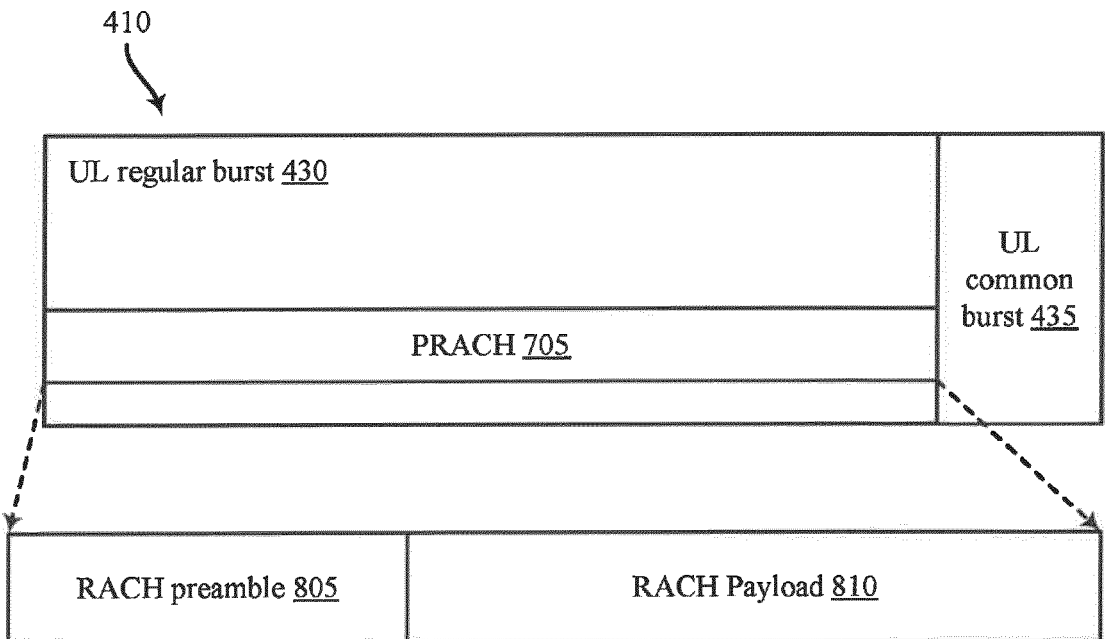 410
UL regular burst 430
UL
common
burst 435
PRACH 705
RACH preamble 805
RACH Payload 810